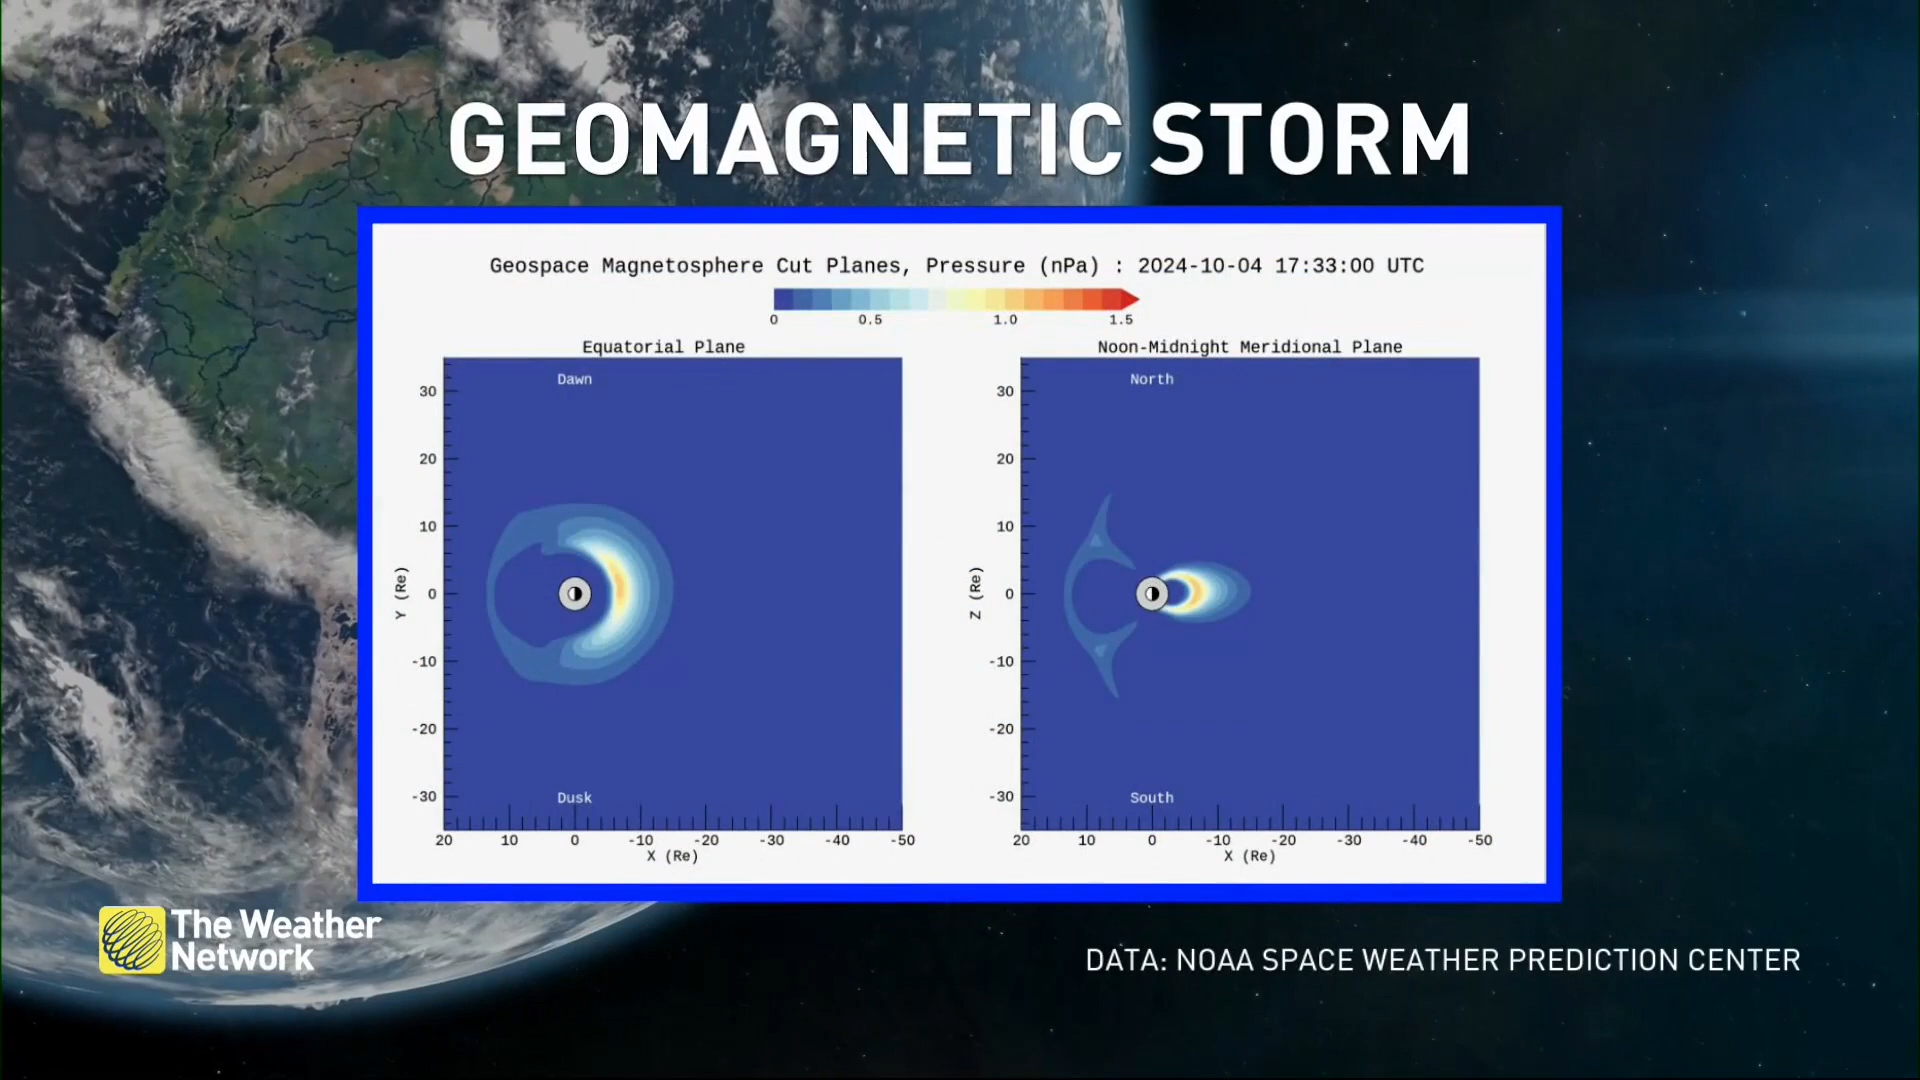 GEOMAGNETIC STORM
Geospace Magnetosphere Cut Planes, Pressure (nPa) : 2024-10-04 17:33:00 UTC
0 0.5 1.0 1.5
Equatorial Plane
Dawn
30
20
10
0
-10
-20
-30
Y (Re)
Dusk
20 10 0 -10 -20 -30 -40 -50
X (Re)
Noon-Midnight Meridional Plane
North
30
20
10
0
-10
-20
-30
Z (Re)
South
20 10 0 -10 -20 -30 -40 -50
X (Re)
The Weather
Network
DATA: NOAA SPACE WEATHER PREDICTION CENTER